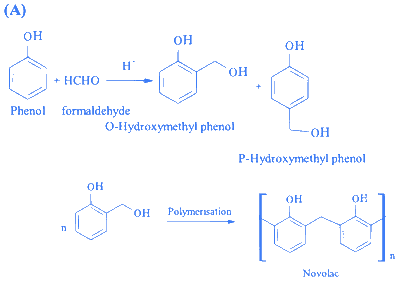 (A)
OH
OH
OH
+ HCHO
H⁺
OH
+
Phenol formaldehyde
O-Hydroxymethyl phenol
OH
P-Hydroxymethyl phenol
OH
OH
n
Polymerisation
OH
OH
n
Novolac